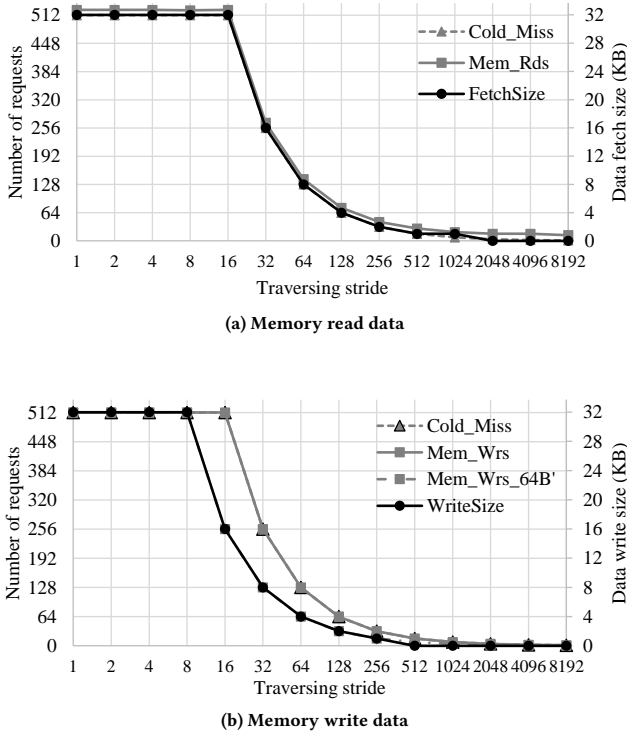 512 448 384 320 256 192 128 64 0
Number of requests
Cold_Miss
Mem_Rds
FetchSize
32 28 24 20 16 12 8 4 0
Data fetch size (KB)
1 2 4 8 16 32 64 128 256 512 1024 2048 4096 8192
Traversing stride
(a) Memory read data
512 448 384 320 256 192 128 64 0
Number of requests
Cold_Miss
Mem_Wrs
Mem_Wrs_64B'
WriteSize
32 28 24 20 16 12 8 4 0
Data write size (KB)
1 2 4 8 16 32 64 128 256 512 1024 2048 4096 8192
Traversing stride
(b) Memory write data